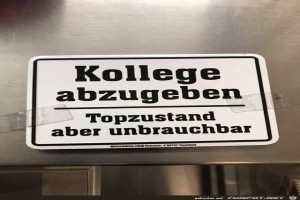 Kollege
abzugeben
Topzustand
aber unbrauchbar